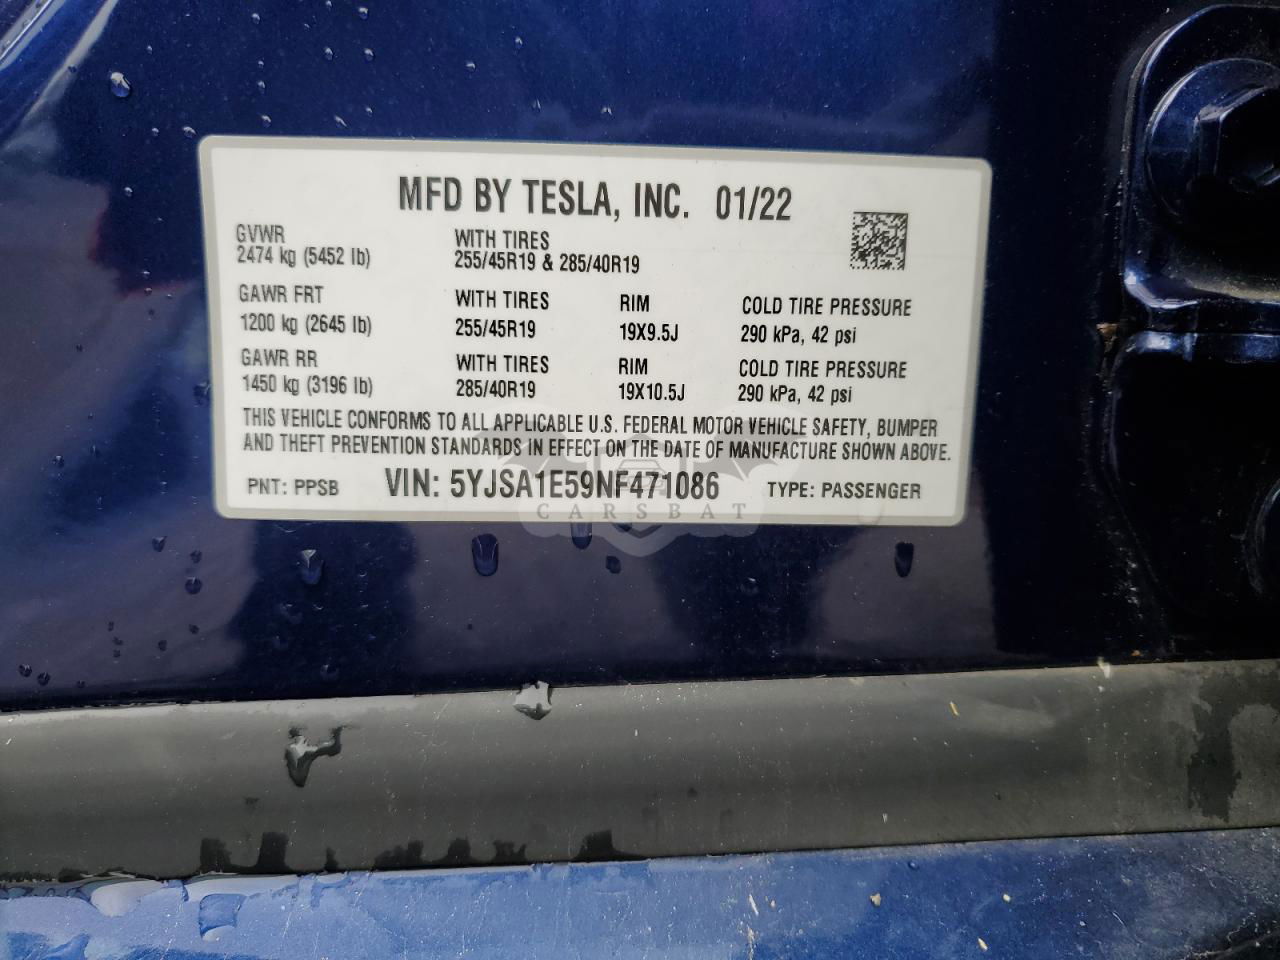 MFD BY TESLA, INC. 01/22
GVWR WITH TIRES
2474 kg (5452 lb) 255/45R19 & 285/40R19
GAWR FRT WITH TIRES RIM COLD TIRE PRESSURE
1200 kg (2645 lb) 255/45R19 19X9.5J 290 kPa, 42 psi
GAWR RR WITH TIRES RIM COLD TIRE PRESSURE
1450 kg (3196 lb) 285/40R19 19X10.5J 290 kPa, 42 psi
THIS VEHICLE CONFORMS TO ALL APPLICABLE U.S. FEDERAL MOTOR VEHICLE SAFETY, BUMPER
AND THEFT PREVENTION STANDARDS IN EFFECT ON THE DATE OF MANUFACTURE SHOWN ABOVE.
PNT: PPSB VIN: 5YJSA1E59NF471086 TYPE: PASSENGER
CARSBAT